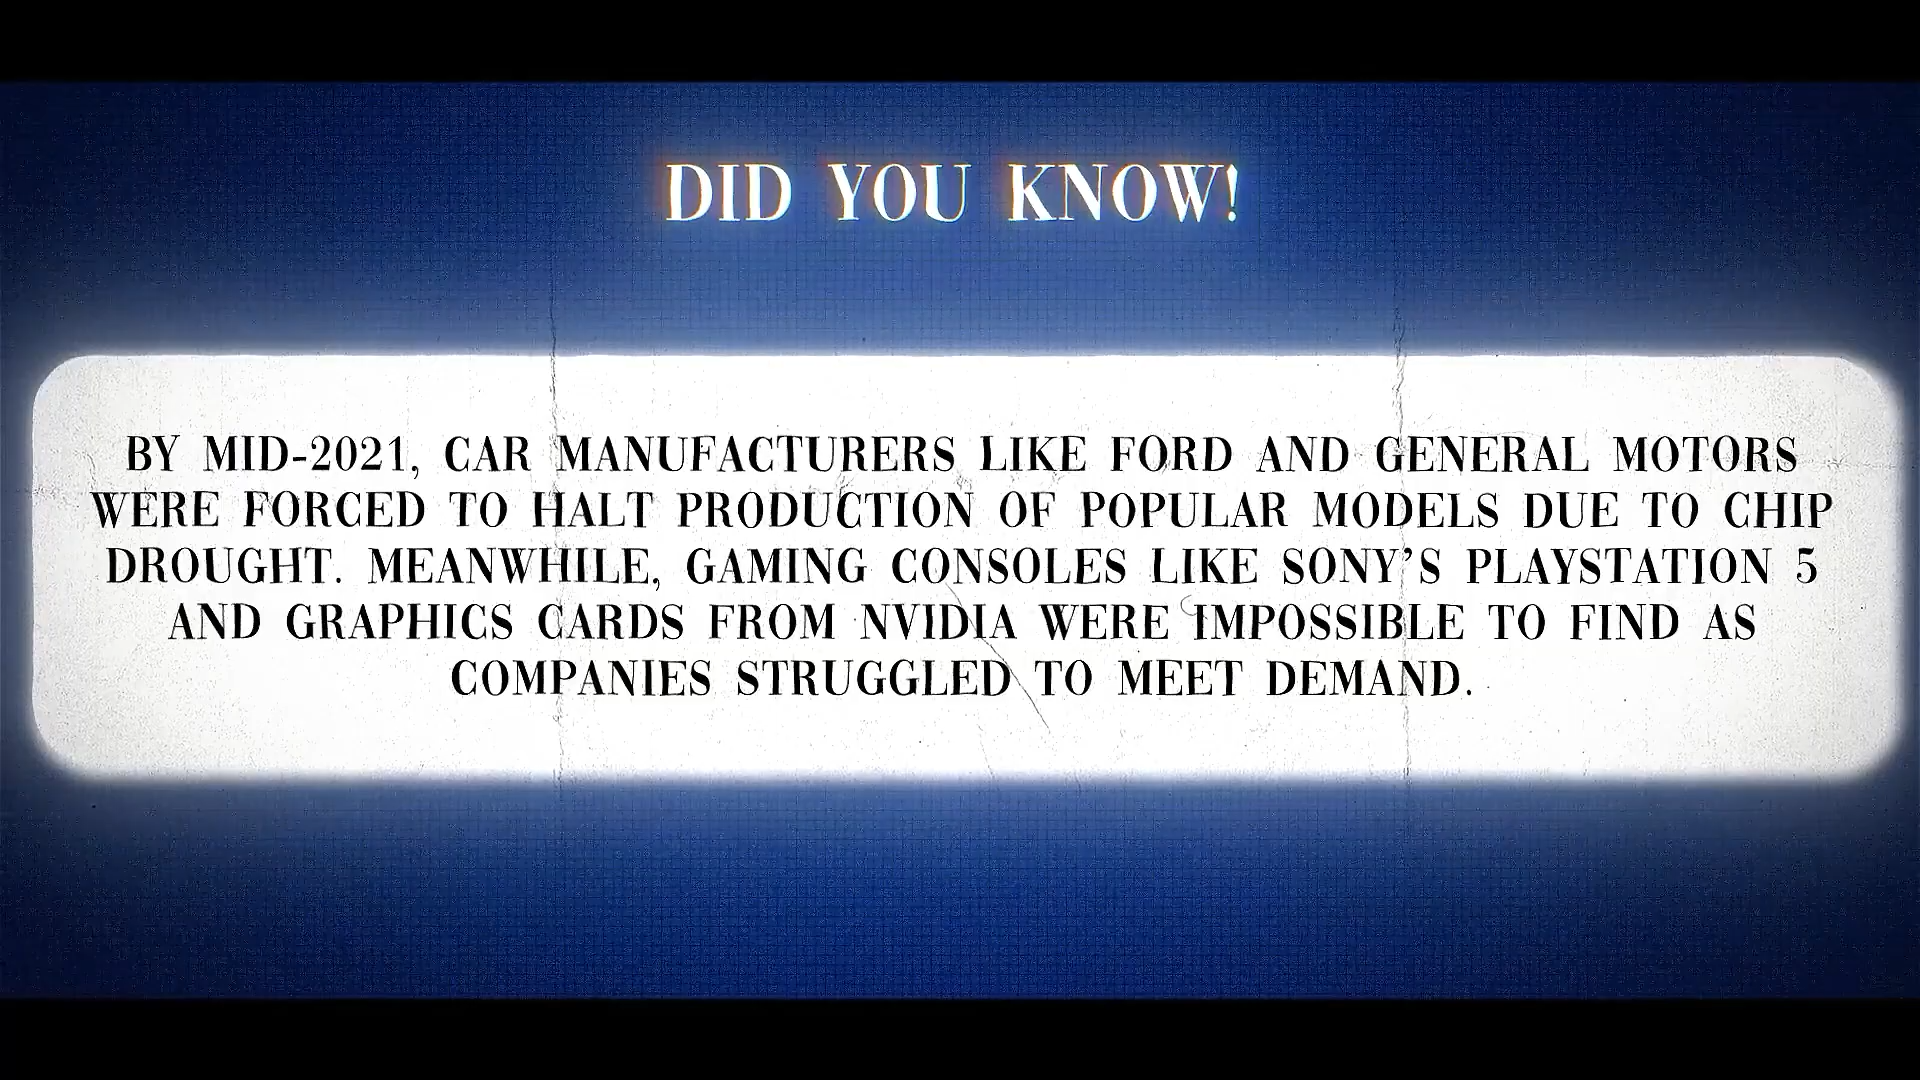 DID YOU KNOW!
BY MID-2021, CAR MANUFACTURERS LIKE FORD AND GENERAL MOTORS
WERE FORCED TO HALT PRODUCTION OF POPULAR MODELS DUE TO CHIP
DROUGHT. MEANWHILE, GAMING CONSOLES LIKE SONY’S PLAYSTATION 5
AND GRAPHICS CARDS FROM NVIDIA WERE IMPOSSIBLE TO FIND AS
COMPANIES STRUGGLED TO MEET DEMAND.